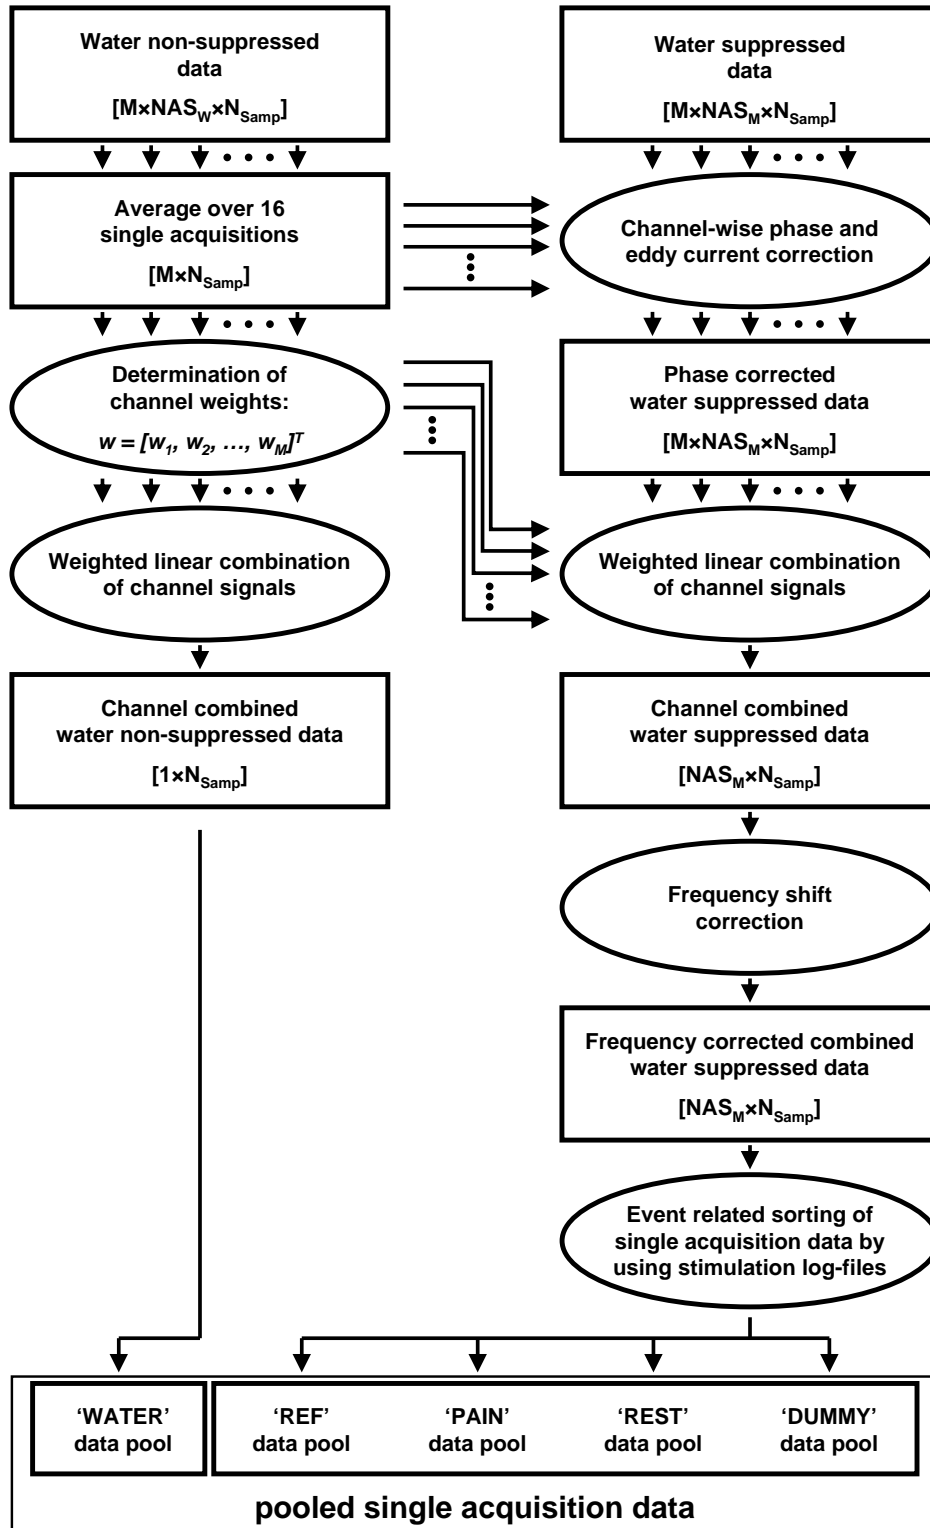 Water non-suppressed
data
[M×NAS_W×N_Samp]
Average over 16
single acquisitions
[M×N_Samp]
Determination of
channel weights:
w = [w_1, w_2, …, w_M]^T
Weighted linear combination
of channel signals
Channel combined
water non-suppressed data
[1×N_Samp]
Water suppressed
data
[M×NAS_M×N_Samp]
Channel-wise phase and
eddy current correction
Phase corrected
water suppressed data
[M×NAS_M×N_Samp]
Weighted linear combination
of channel signals
Channel combined
water suppressed data
[NAS_M×N_Samp]
Frequency shift
correction
Frequency corrected combined
water suppressed data
[NAS_M×N_Samp]
Event related sorting of
single acquisition data by
using stimulation log-files
‘WATER’
data pool
‘REF’
data pool
‘PAIN’
data pool
‘REST’
data pool
‘DUMMY’
data pool
pooled single acquisition data